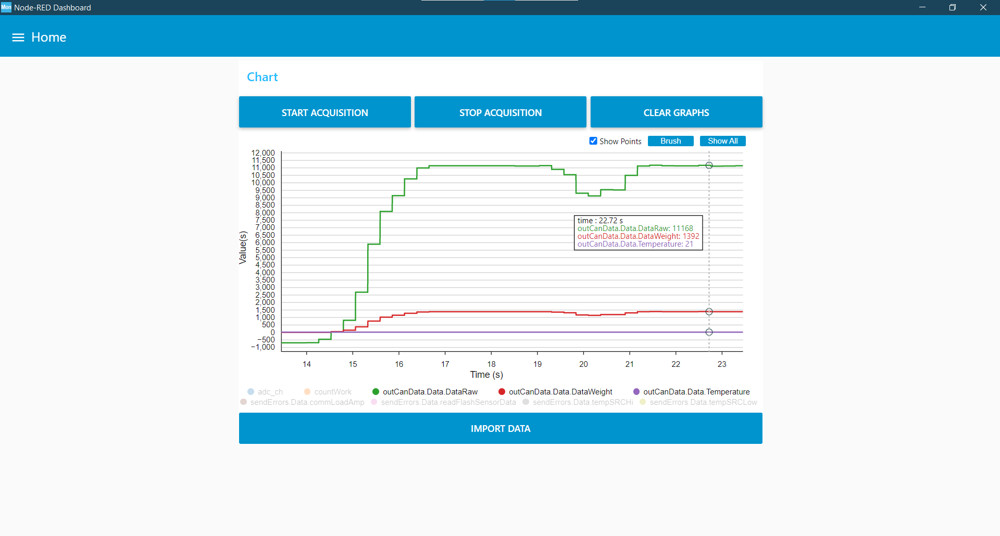 Mon Node-RED Dashboard
Home
Chart
START ACQUISITION
STOP ACQUISITION
CLEAR GRAPHS
Show Points
Brush
Show All
12,000
11,500
11,000
10,500
10,000
9,500
9,000
8,500
8,000
7,500
7,000
6,500
6,000
5,500
5,000
4,500
4,000
3,500
3,000
2,500
2,000
1,500
1,000
500
0
−500
−1,000
Value(s)
time : 22.72 s
outCanData.Data.DataRaw: 11168
outCanData.Data.DataWeight: 1392
outCanData.Data.Temperature: 21
14 15 16 17 18 19 20 21 22 23
Time (s)
adc_ch countWork outCanData.Data.DataRaw outCanData.Data.DataWeight outCanData.Data.Temperature
sendErrors.Data.commLoadAmp sendErrors.Data.readFlashSensorData sendErrors.Data.tempSRCHi sendErrors.Data.tempSRCLow
IMPORT DATA